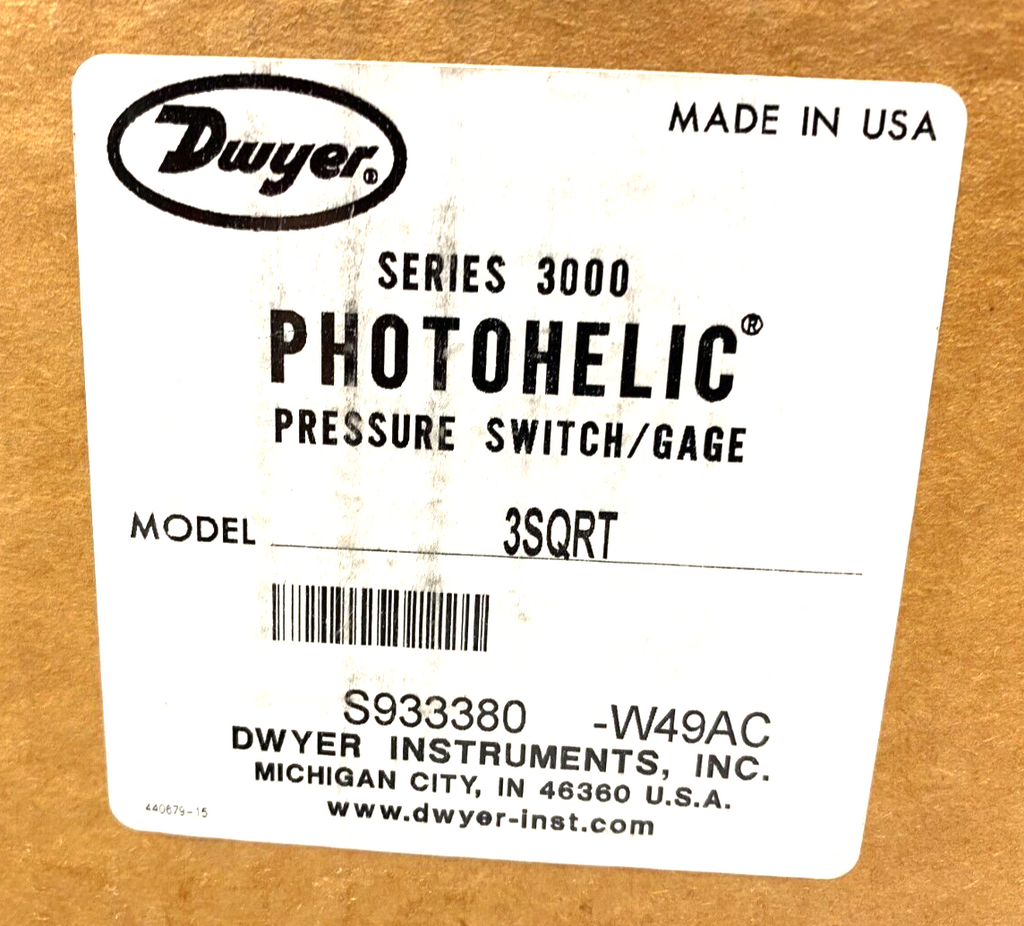 Dwyer®
MADE IN USA
SERIES 3000
PHOTOHELIC®
PRESSURE SWITCH/GAGE
MODEL 3SQRT
S933380 -W49AC
DWYER INSTRUMENTS, INC.
MICHIGAN CITY, IN 46360 U.S.A.
www.dwyer-inst.com
440679-15